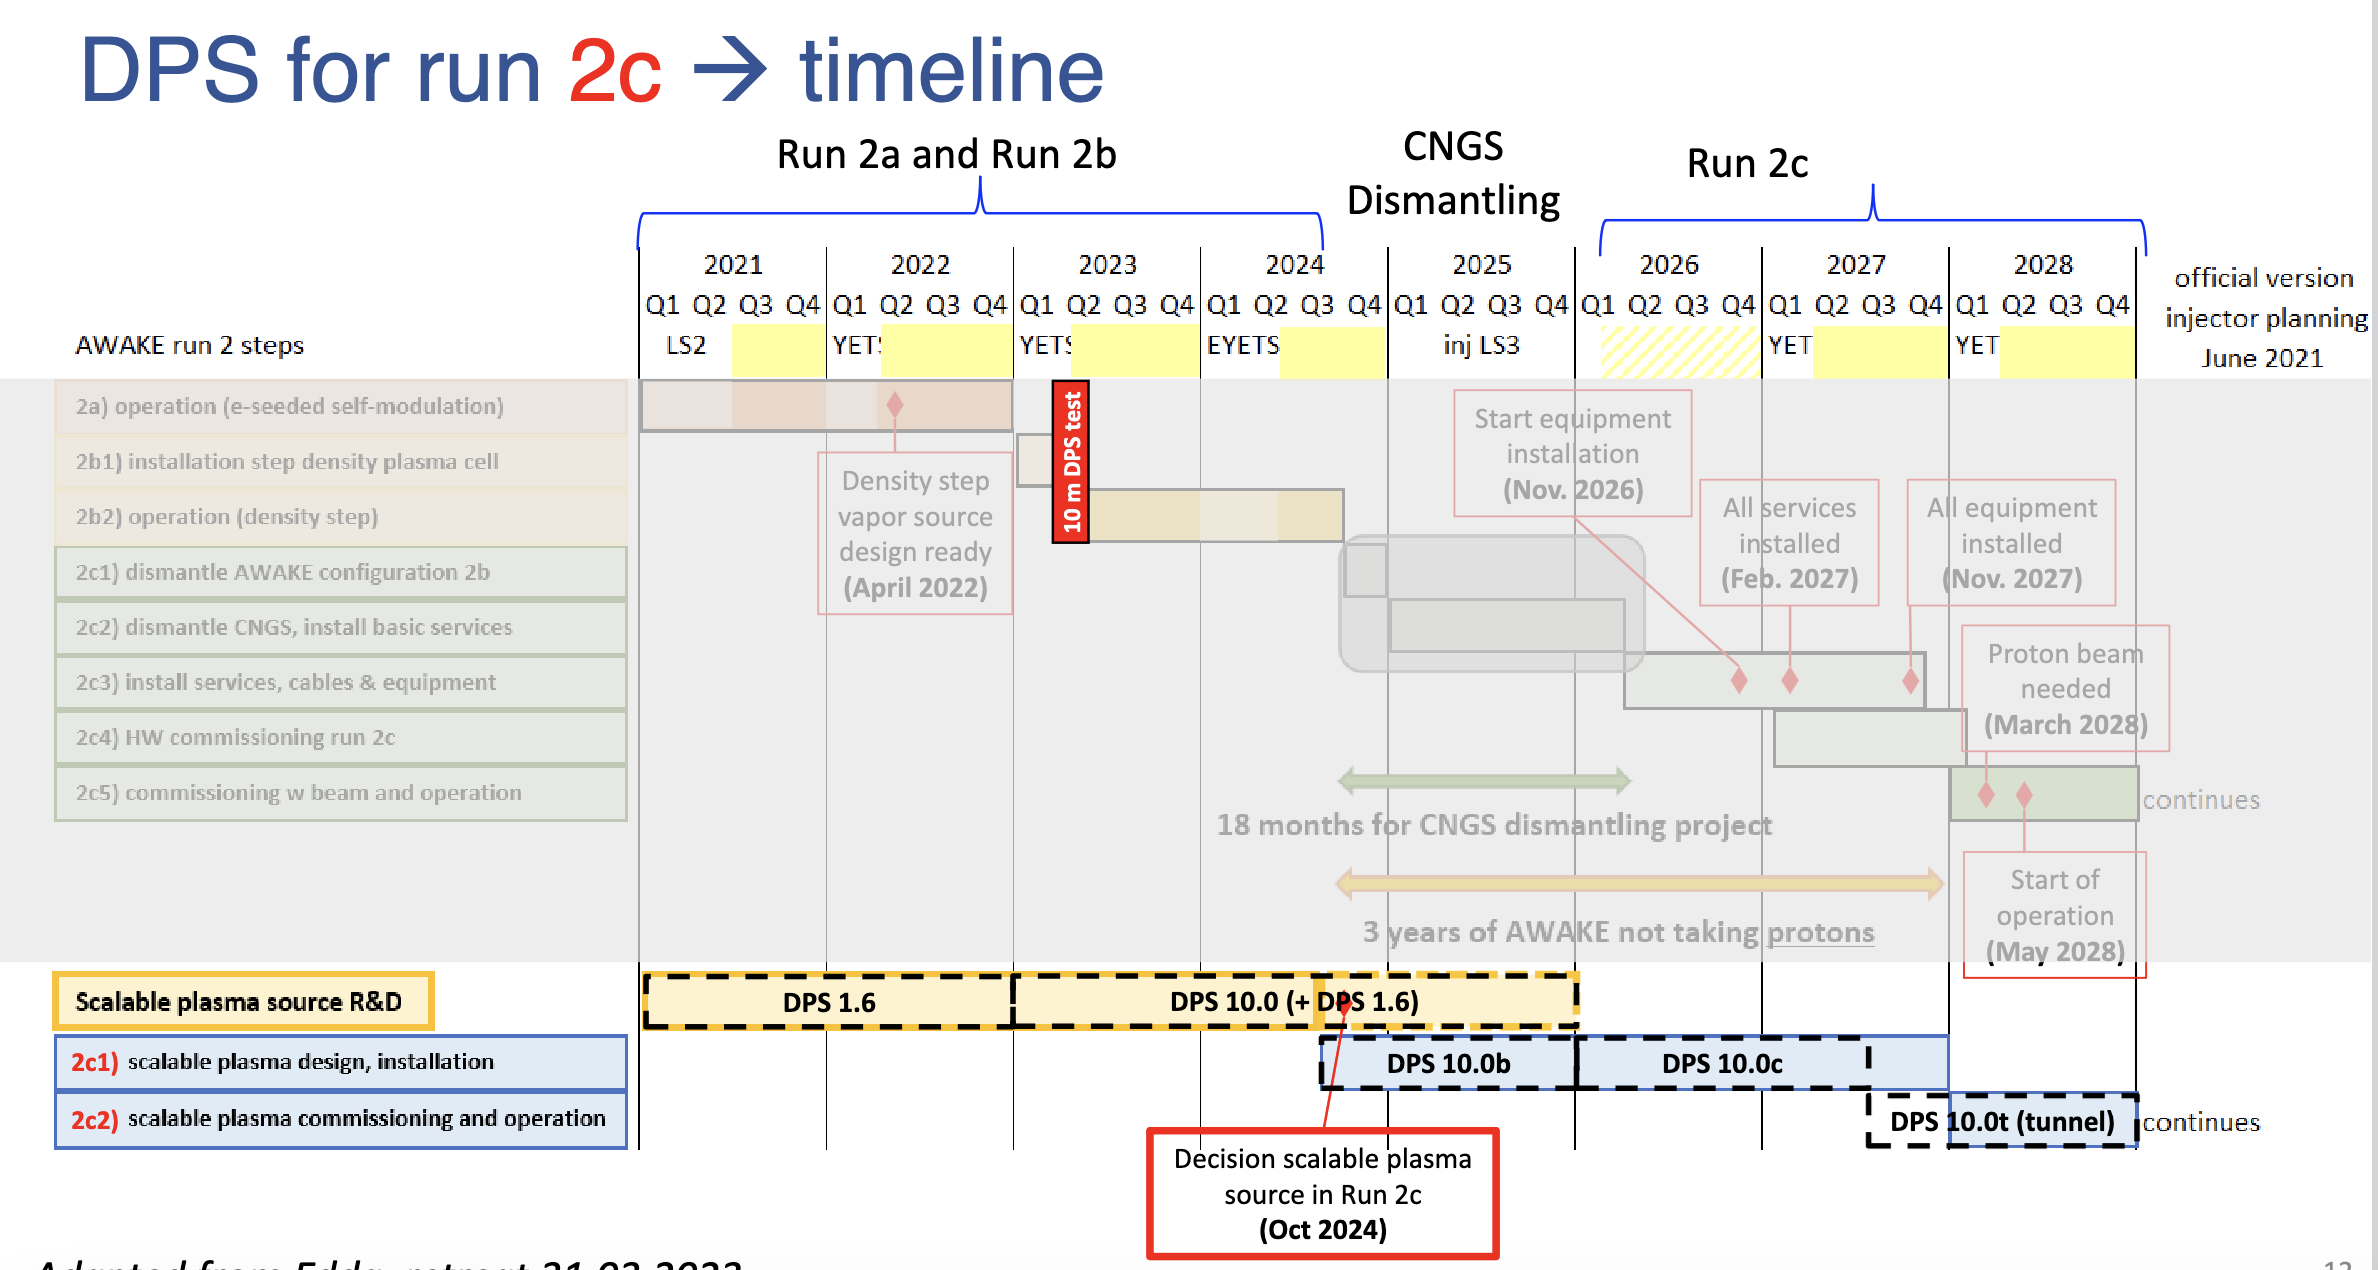 DPS for run 2c → timeline
Run 2a and Run 2b
CNGS
Dismantling
Run 2c
2021 2022 2023 2024 2025 2026 2027 2028
Q1 Q2 Q3 Q4 Q1 Q2 Q3 Q4 Q1 Q2 Q3 Q4 Q1 Q2 Q3 Q4 Q1 Q2 Q3 Q4 Q1 Q2 Q3 Q4 Q1 Q2 Q3 Q4 Q1 Q2 Q3 Q4
official version
injector planning
June 2021
AWAKE run 2 steps
LS2 YETS YETS EYETS inj LS3 YET YET
2a) operation (e-seeded self-modulation)
2b1) installation step density plasma cell
2b2) operation (density step)
2c1) dismantle AWAKE configuration 2b
2c2) dismantle CNGS, install basic services
2c3) install services, cables & equipment
2c4) HW commissioning run 2c
2c5) commissioning w beam and operation
Density step
vapor source
design ready
(April 2022)
10 m DPS test
Start equipment
installation
(Nov. 2026)
All services
installed
(Feb. 2027)
All equipment
installed
(Nov. 2027)
Proton beam
needed
(March 2028)
continues
18 months for CNGS dismantling project
3 years of AWAKE not taking protons
Start of
operation
(May 2028)
Scalable plasma source R&D
DPS 1.6
DPS 10.0 (+ DPS 1.6)
2c1) scalable plasma design, installation
DPS 10.0b
DPS 10.0c
2c2) scalable plasma commissioning and operation
DPS 10.0t (tunnel)
continues
Decision scalable plasma
source in Run 2c
(Oct 2024)